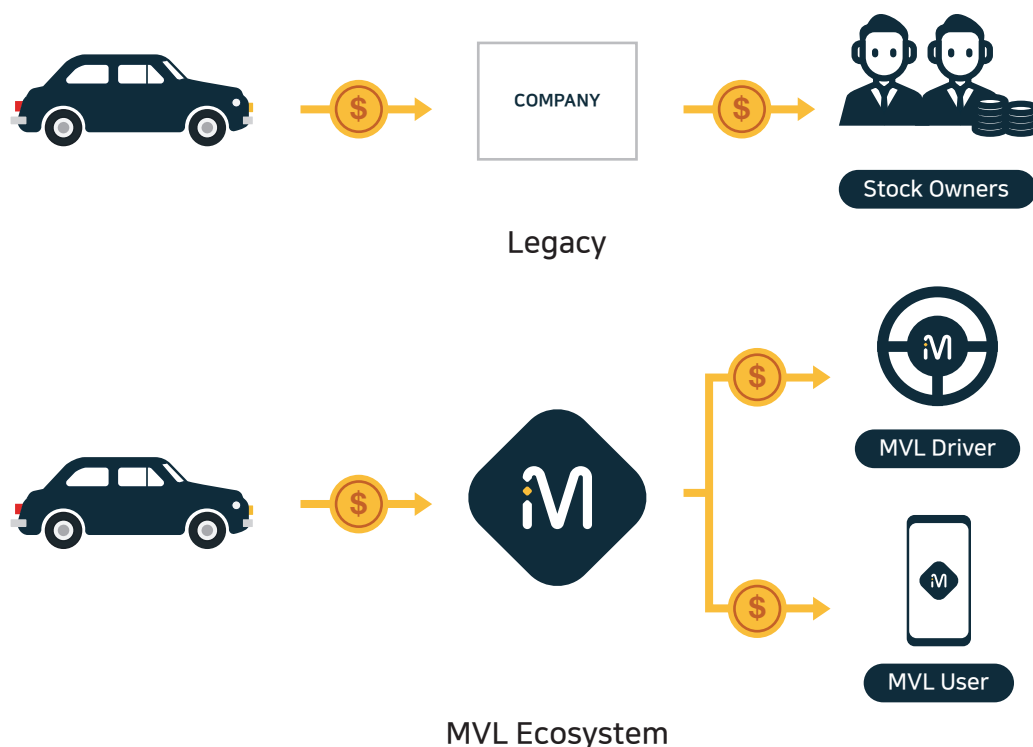 COMPANY
$
$
Stock Owners
Legacy
$
MVL Driver
$
$
MVL User
MVL Ecosystem